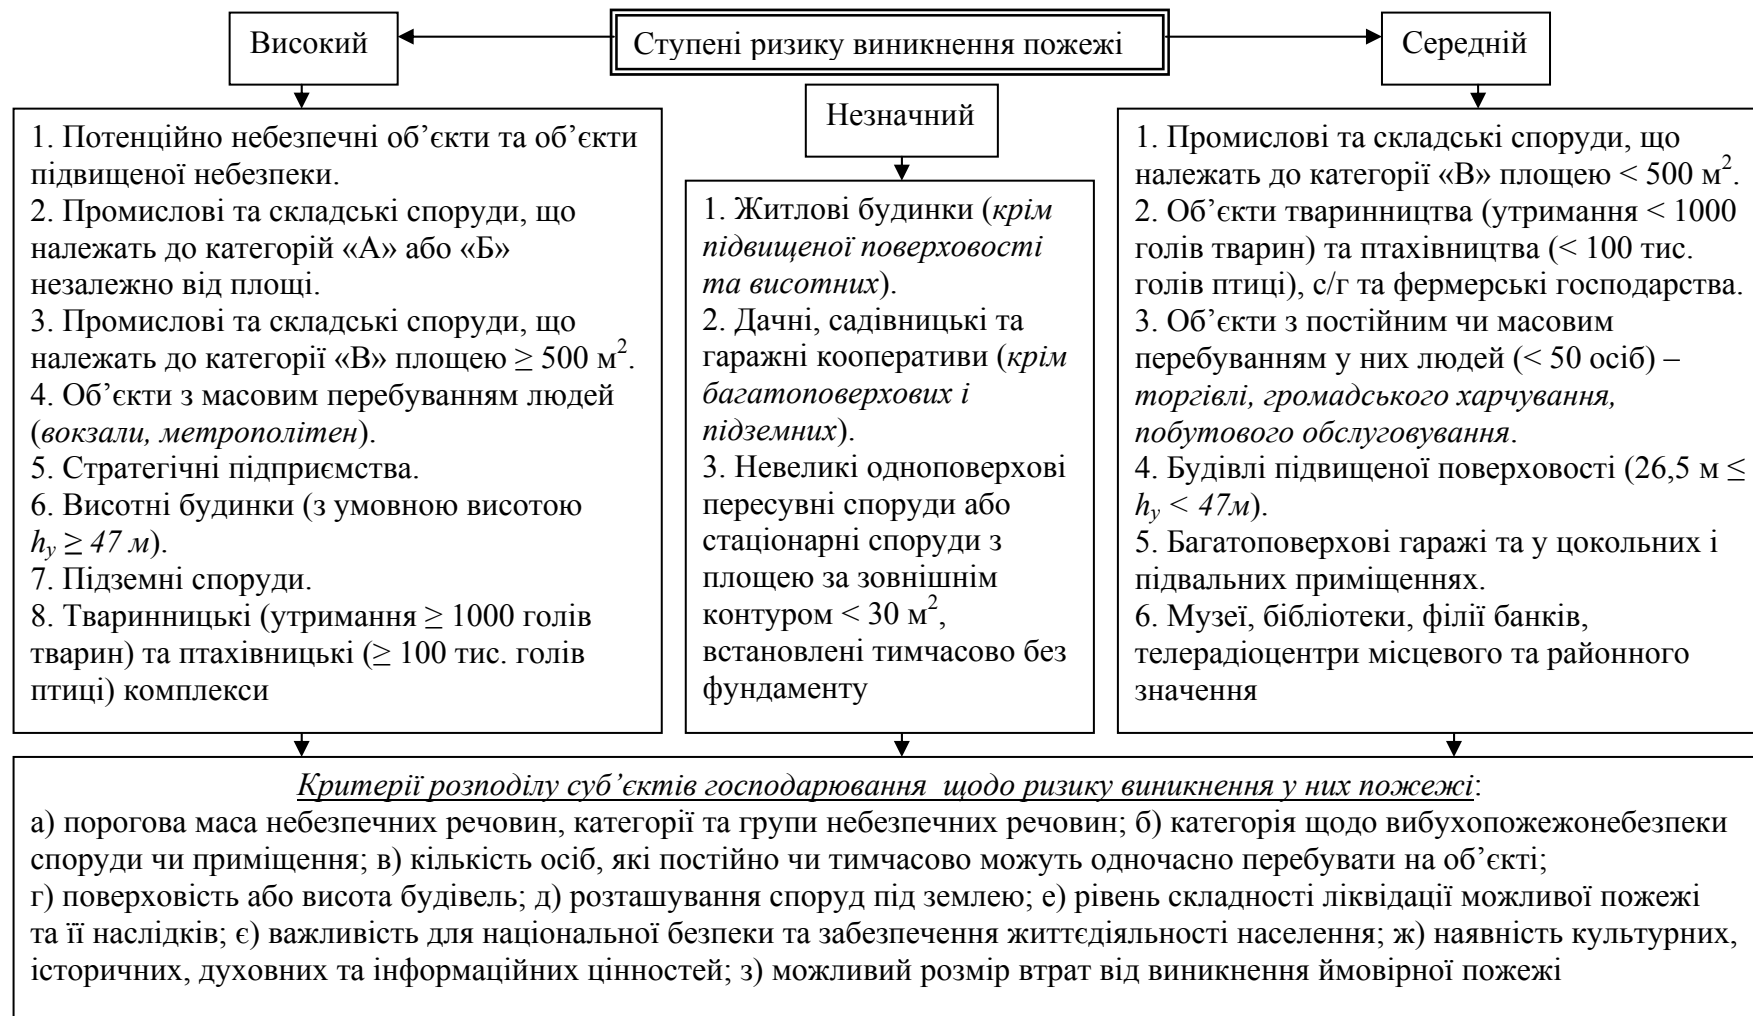 Високий
Ступені ризику виникнення пожежі
Середній
Незначний
1. Потенційно небезпечні об’єкти та об’єкти
підвищеної небезпеки.
2. Промислові та складські споруди, що
належать до категорій «А» або «Б»
незалежно від площі.
3. Промислові та складські споруди, що
належать до категорії «В» площею ≥ 500 м².
4. Об’єкти з масовим перебуванням людей
(вокзали, метрополітен).
5. Стратегічні підприємства.
6. Висотні будинки (з умовною висотою
hу ≥ 47 м).
7. Підземні споруди.
8. Тваринницькі (утримання ≥ 1000 голів
тварин) та птахівницькі (≥ 100 тис. голів
птиці) комплекси
1. Житлові будинки (крім
підвищеної поверховості
та висотних).
2. Дачні, садівницькі та
гаражні кооперативи (крім
багатоповерхових і
підземних).
3. Невеликі одноповерхові
пересувні споруди або
стаціонарні споруди з
площею за зовнішнім
контуром < 30 м²,
встановлені тимчасово без
фундаменту
1. Промислові та складські споруди, що
належать до категорії «В» площею < 500 м².
2. Об’єкти тваринництва (утримання < 1000
голів тварин) та птахівництва (< 100 тис.
голів птиці), с/г та фермерські господарства.
3. Об’єкти з постійним чи масовим
перебуванням у них людей (< 50 осіб) –
торгівлі, громадського харчування,
побутового обслуговування.
4. Будівлі підвищеної поверховості (26,5 м ≤
hу < 47м).
5. Багатоповерхові гаражі та у цокольних і
підвальних приміщеннях.
6. Музеї, бібліотеки, філії банків,
телерадіоцентри місцевого та районного
значення
Критерії розподілу суб’єктів господарювання щодо ризику виникнення у них пожежі:
а) порогова маса небезпечних речовин, категорії та групи небезпечних речовин; б) категорія щодо вибухопожежонебезпеки
споруди чи приміщення; в) кількість осіб, які постійно чи тимчасово можуть одночасно перебувати на об’єкті;
г) поверховість або висота будівель; д) розташування споруд під землею; е) рівень складності ліквідації можливої пожежі
та її наслідків; є) важливість для національної безпеки та забезпечення життєдіяльності населення; ж) наявність культурних,
історичних, духовних та інформаційних цінностей; з) можливий розмір втрат від виникнення ймовірної пожежі